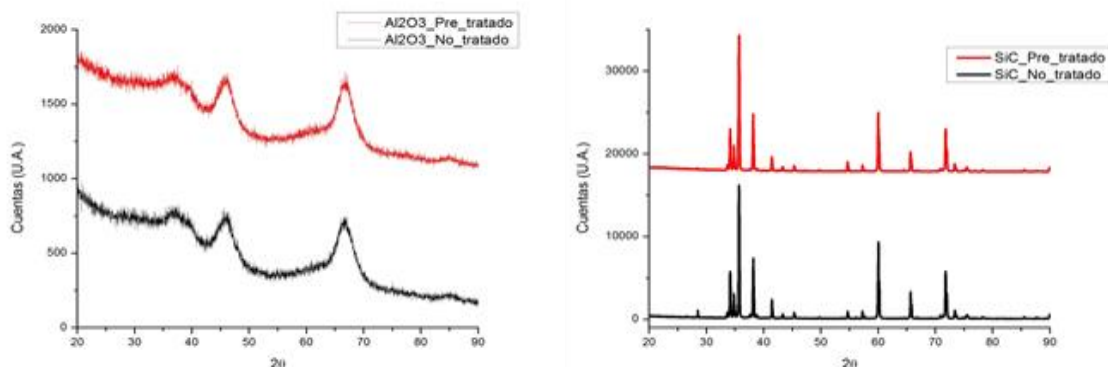 2000
1500
1000
500
0
Cuentas (U.A.)
Al2O3_Pre_tratado
Al2O3_No_tratado
20 30 40 50 60 70 80 90
2θ
30000
20000
10000
0
Cuentas (U.A.)
SiC_Pre_tratado
SiC_No_tratado
20 30 40 50 60 70 80 90
2θ